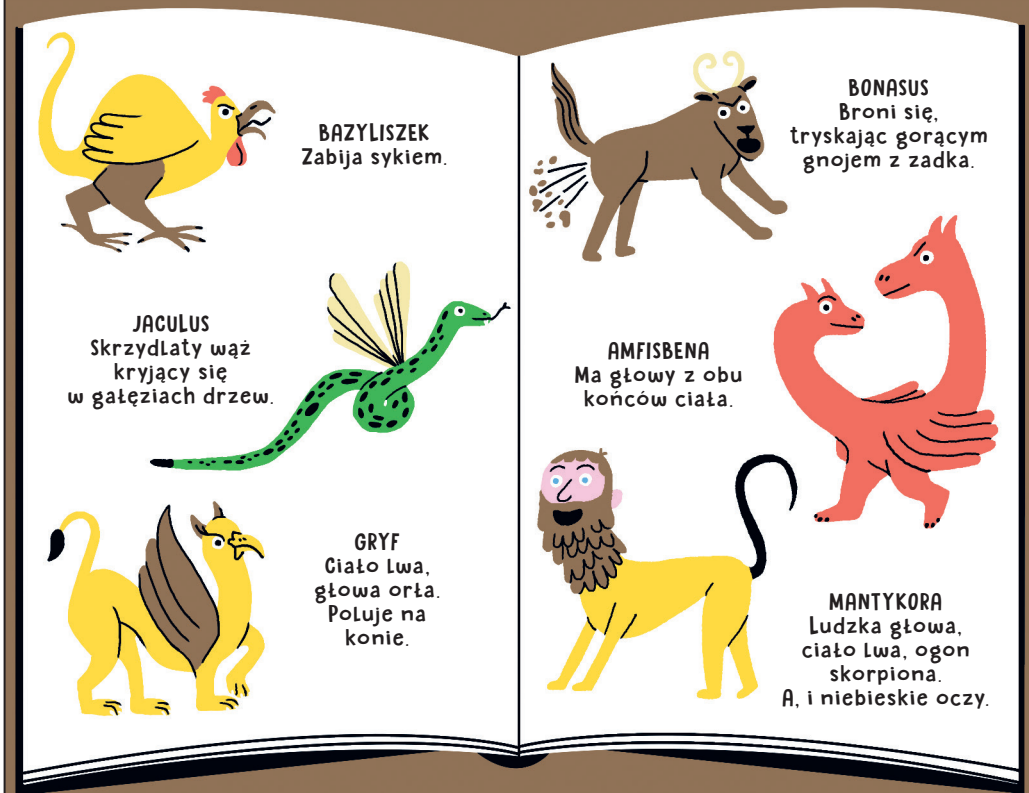 BAZYLISZEK
Zabija sykiem.
JACULUS
Skrzydlaty wąż
kryjący się
w gałęziach drzew.
GRYF
Ciało lwa,
głowa orła.
Poluje na
konie.
BONASUS
Broni się,
tryskając gorącym
gnojem z zadka.
AMFISBENA
Ma głowy z obu
końców ciała.
MANTYKORA
Ludzka głowa,
ciało lwa, ogon
skorpiona.
A, i niebieskie oczy.